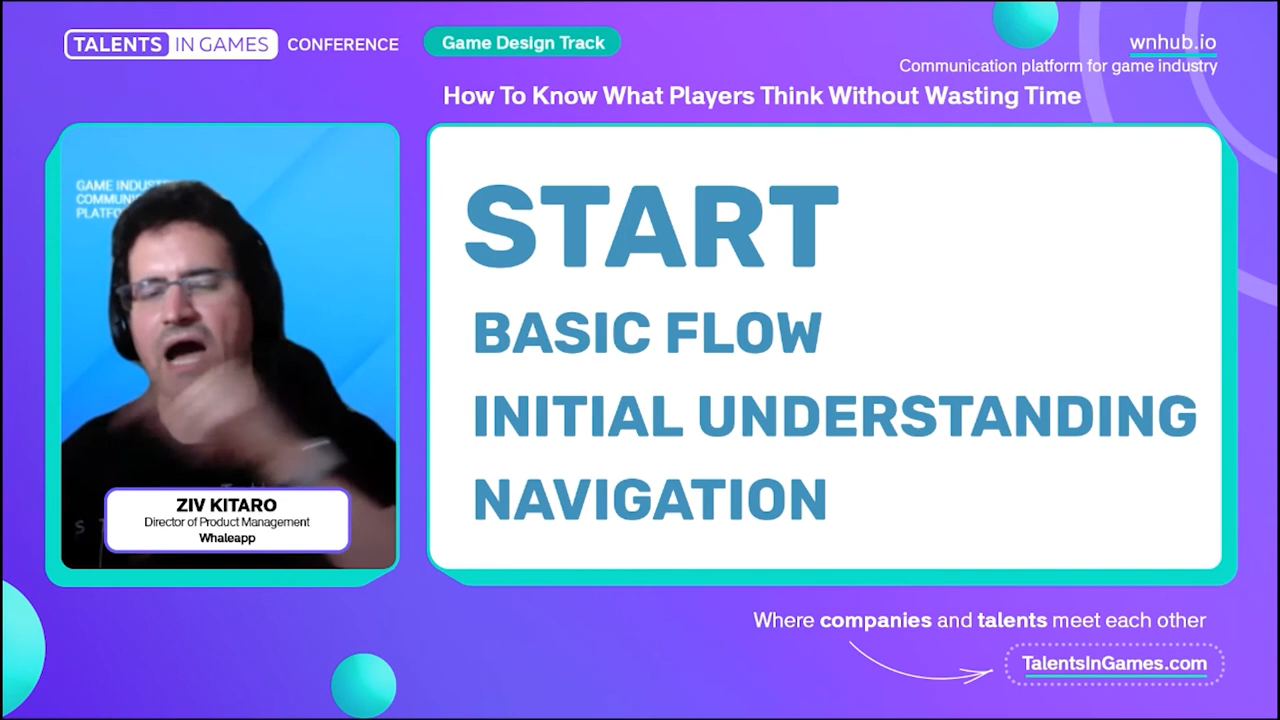 TALENTS IN GAMES CONFERENCE
Game Design Track
wnhub.io
Communication platform for game industry
How To Know What Players Think Without Wasting Time
GAME
COMMUNI
START
BASIC FLOW
INITIAL UNDERSTANDING
NAVIGATION
ZIV KITARO
Director of Product Management
Whaleapp
Where companies and talents meet each other
TalentsInGames.com